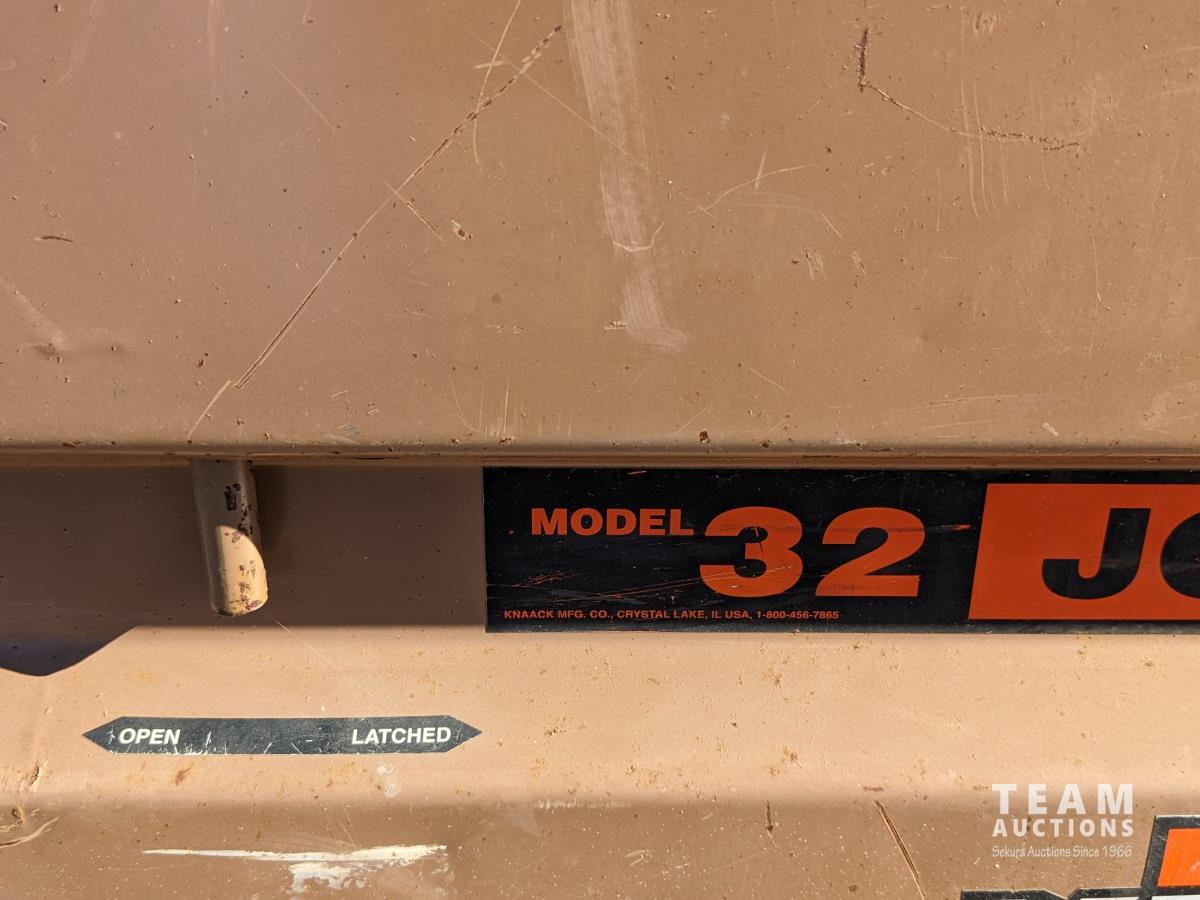 MODEL 32 JO
KNAACK MFG. CO., CRYSTAL LAKE, IL USA, 1-800-456-7865
OPEN LATCHED
TEAM
AUCTIONS
Sekura Auctions Since 1966